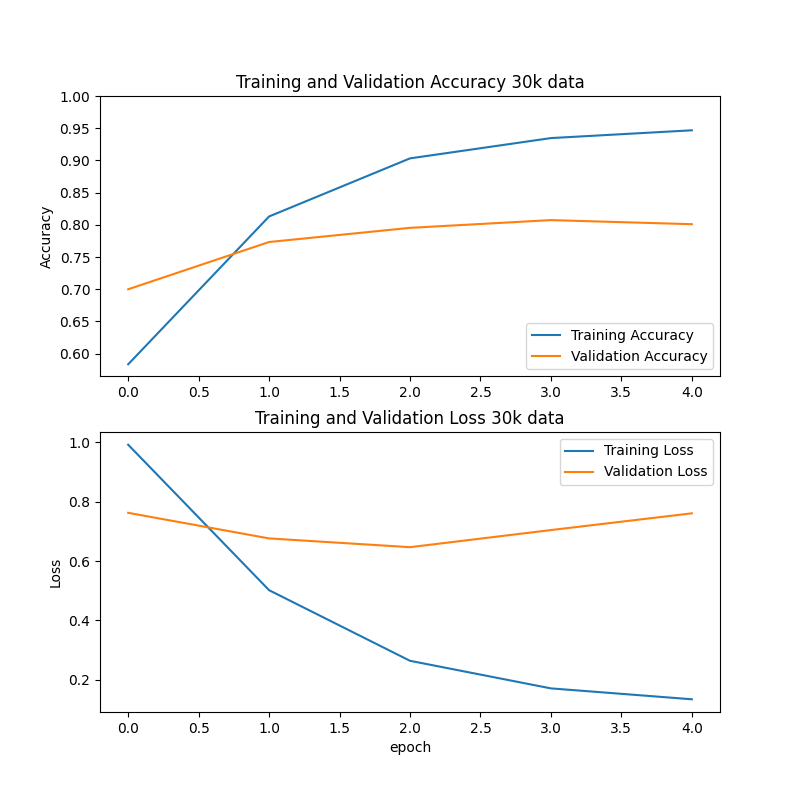 Training and Validation Accuracy 30k data
1.00
0.95
0.90
0.85
0.80
0.75
0.70
0.65
0.60
Accuracy
Training Accuracy
Validation Accuracy
0.0 0.5 1.0 1.5 2.0 2.5 3.0 3.5 4.0
Training and Validation Loss 30k data
1.0
0.8
0.6
0.4
0.2
Loss
Training Loss
Validation Loss
0.0 0.5 1.0 1.5 2.0 2.5 3.0 3.5 4.0
epoch